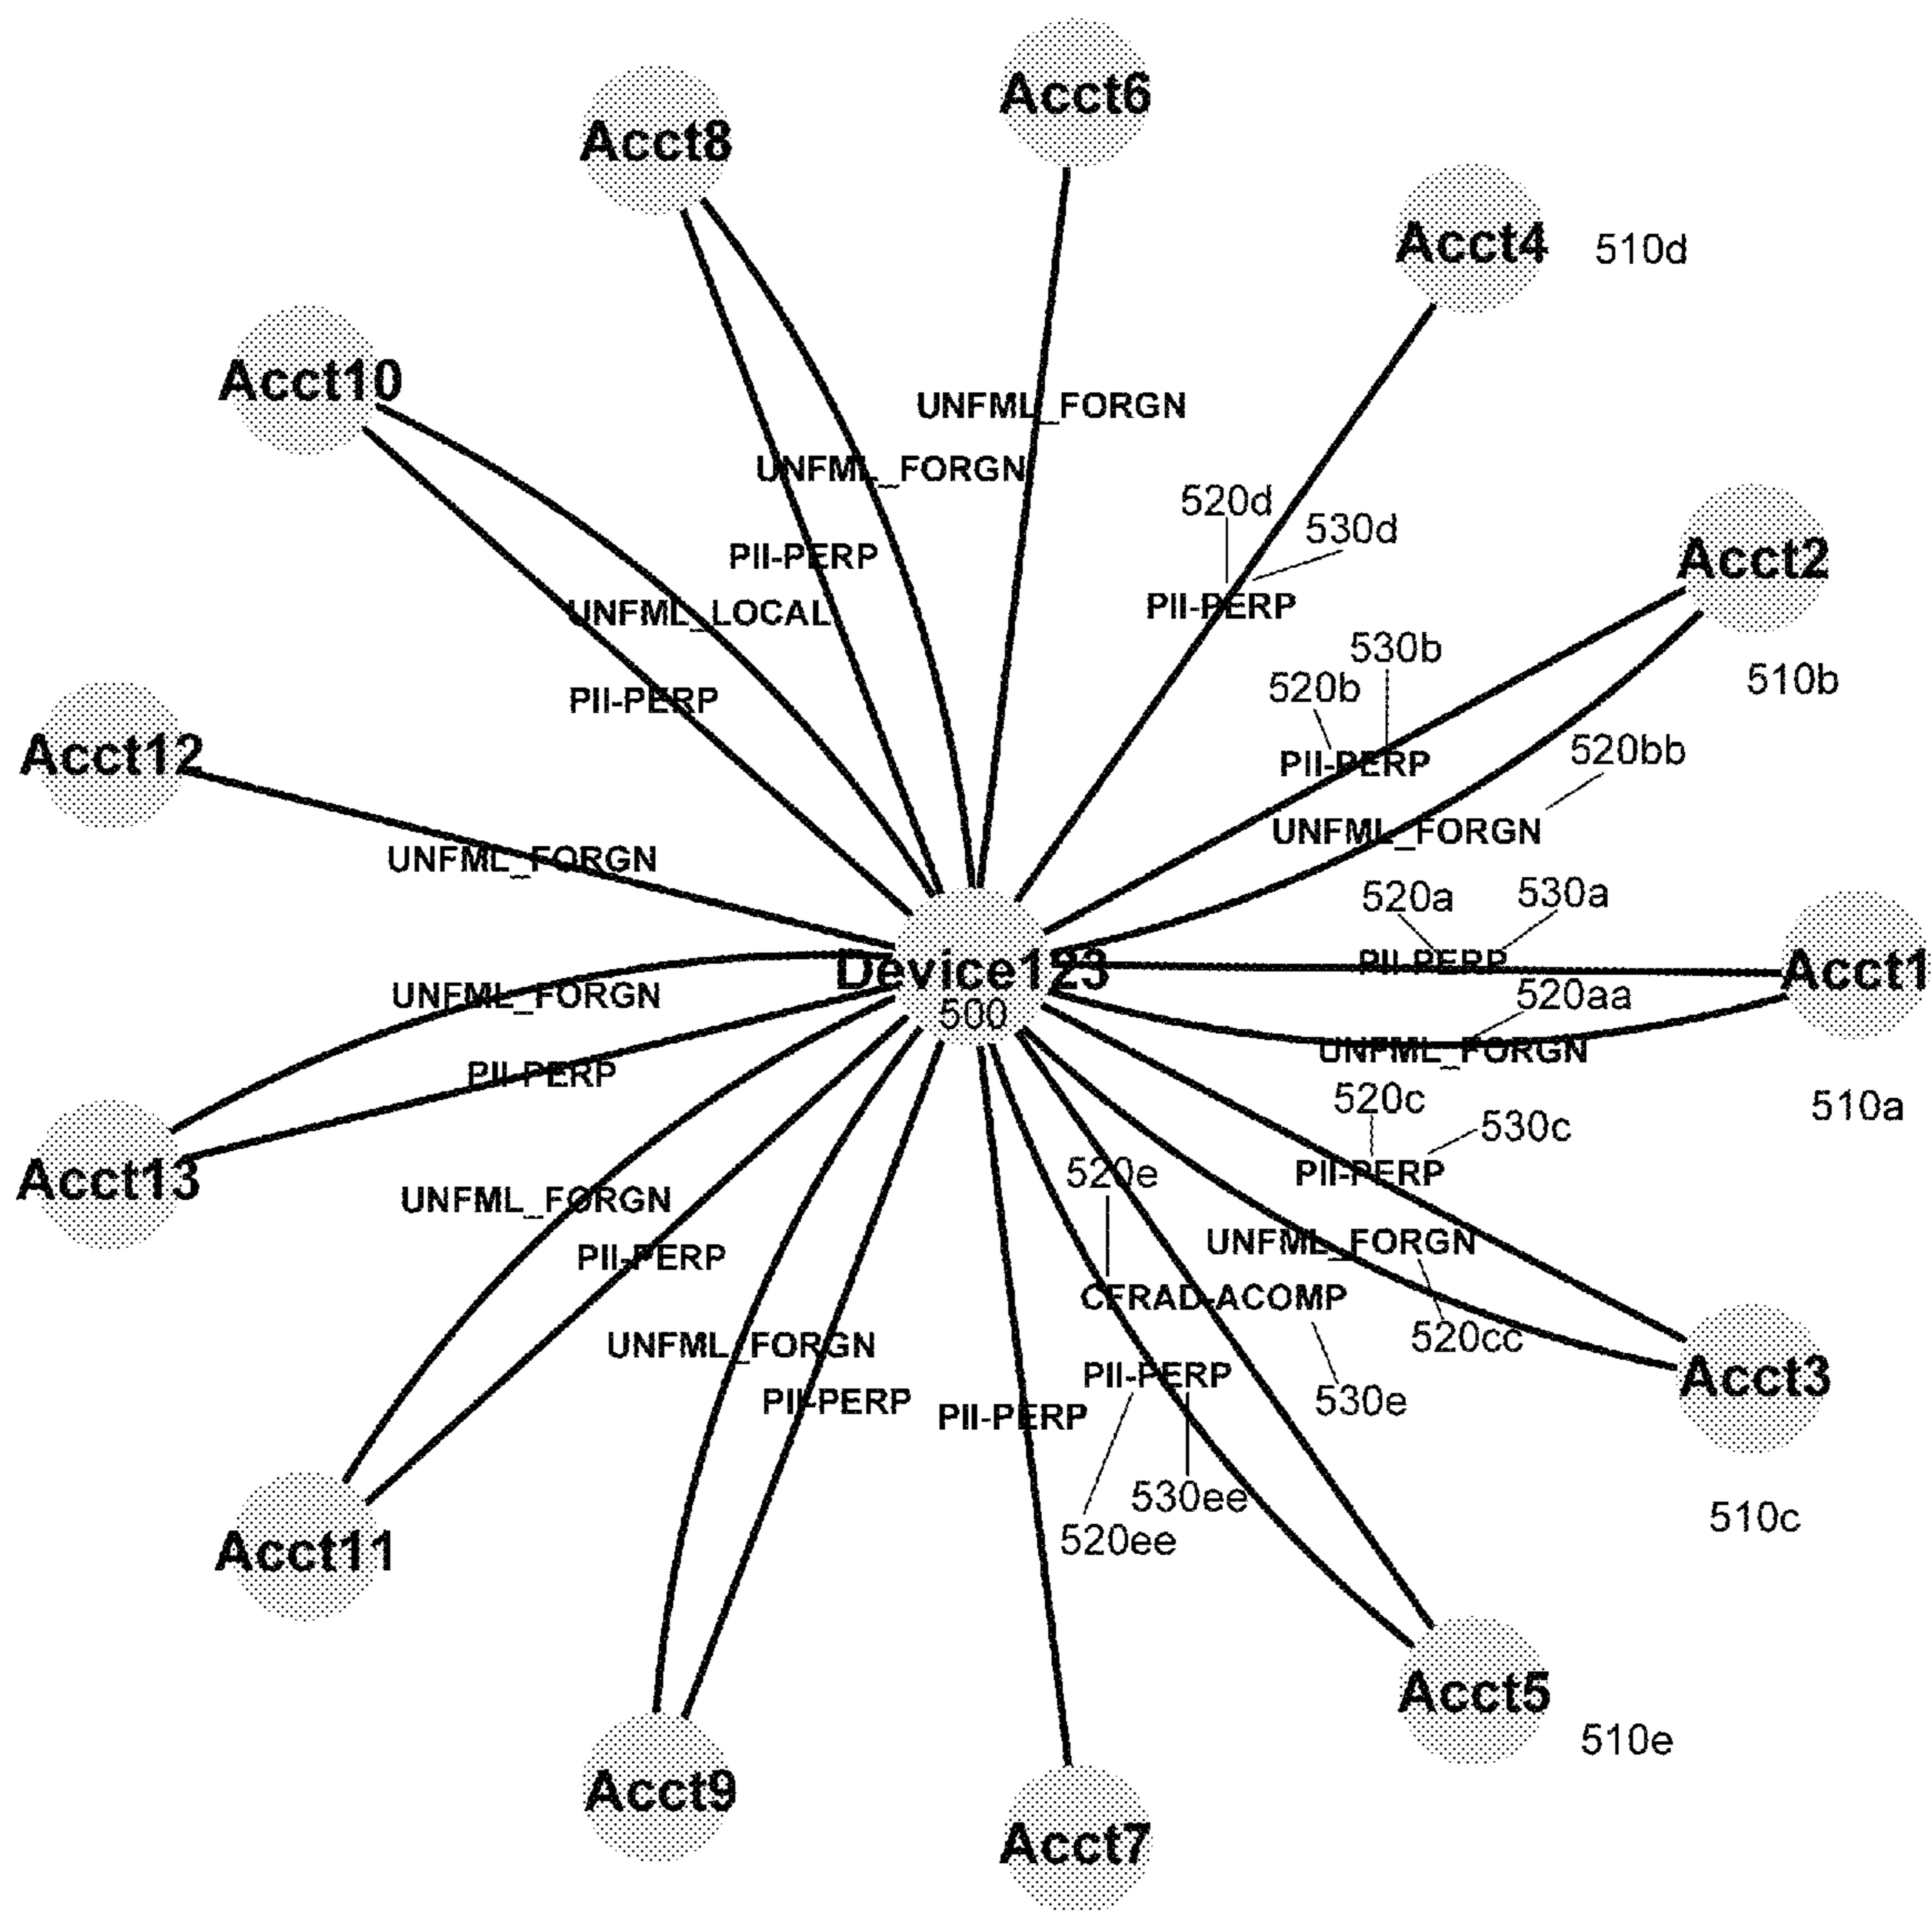 Acct6
Acct8
Acct4
510d
Acct10
UNFML_FORGN
UNFML_FORGN
520d
530d
PII-PERP
Acct2
UNFML_LOCAL
PII-PERP
530b
510b
520b
PII-PERP
Acct12
PII-PERP
520bb
UNFML_FORGN
UNFML_FORGN
520a
530a
PII-PERP
Device123
Acct1
UNFML_FORGN
520aa
500
UNFML_FORGN
PII-PERP
520c
510a
530c
Acct13
520e
PII-PERP
UNFML_FORGN
UNFML_FORGN
PII-PERP
CFRAD-ACOMP
520cc
UNFML_FORGN
PII-PERP
Acct3
PII-PERP
530e
PII-PERP
530ee
510c
520ee
Acct11
Acct5
510e
Acct9
Acct7